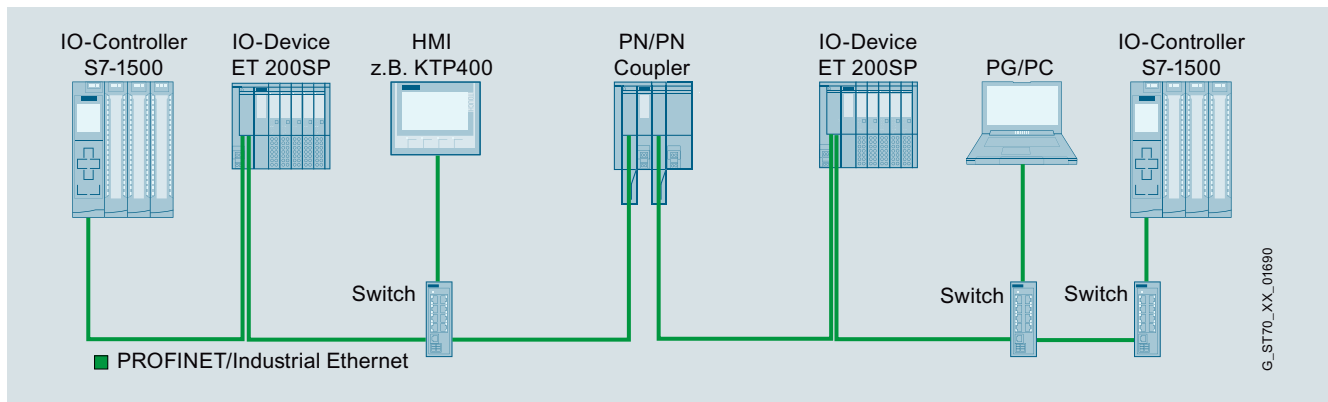 IO-Controller
S7-1500
IO-Device
ET 200SP
HMI
z.B. KTP400
PN/PN
Coupler
IO-Device
ET 200SP
PG/PC
IO-Controller
S7-1500
Switch
Switch
Switch
PROFINET/Industrial Ethernet
G_ST70_XX_01690